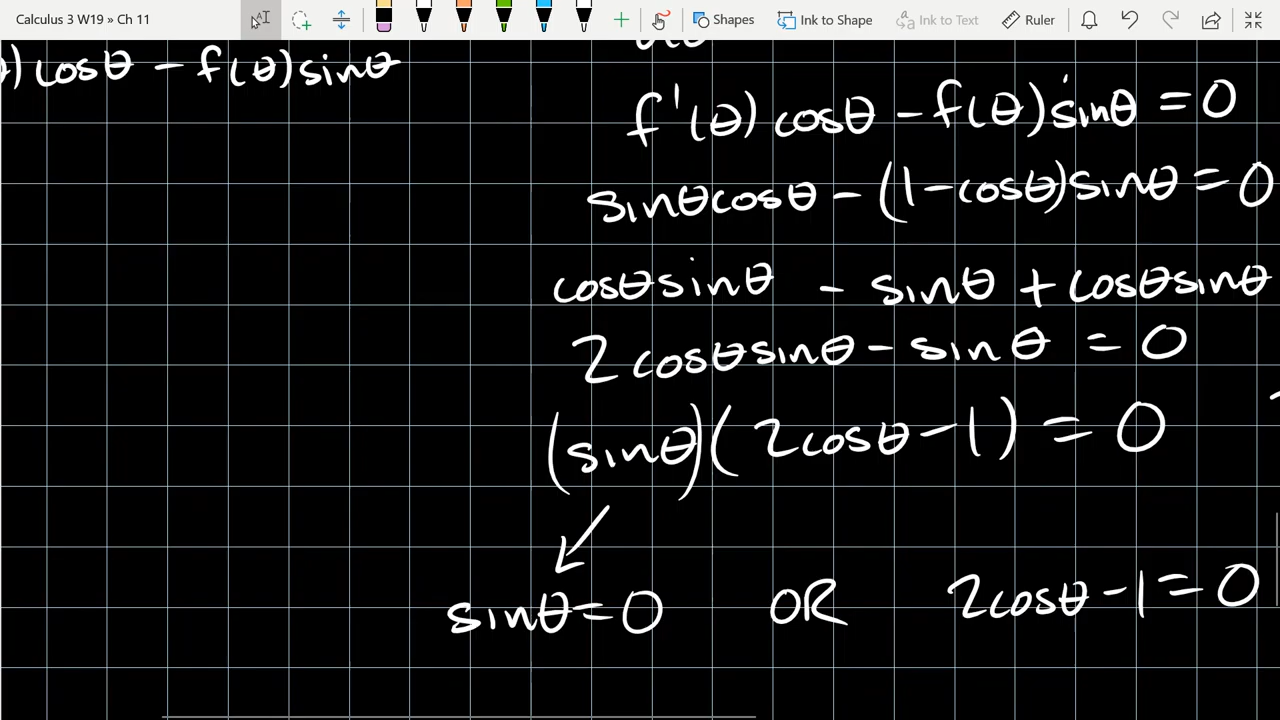 Calculus 3 W19 » Ch 11
Shapes
Ink to Shape
Ink to Text
Ruler
) cosθ − f(θ) sinθ
f'(θ) cosθ − f(θ) sinθ = 0
sinθcosθ − (1−cosθ)sinθ = 0
cosθsinθ − sinθ + cosθsinθ
2cosθsinθ − sinθ = 0
(sinθ)(2cosθ−1) = 0
sinθ=0 OR 2cosθ−1=0